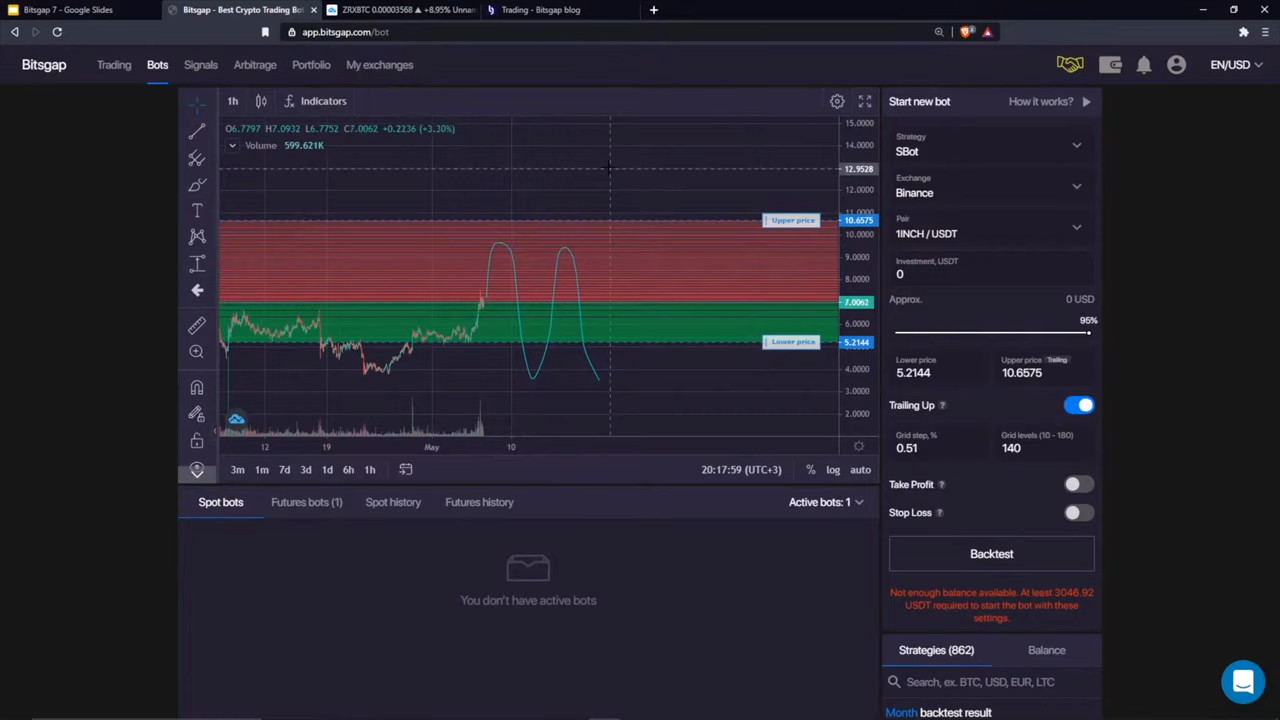 Bitsgap 7 - Google Slides
Bitsgap - Best Crypto Trading Bot
ZRXBTC 0.00003568 ▲ +8.95% Unnam
Trading - Bitsgap blog
app.bitsgap.com/bot
Bitsgap
Trading
Bots
Signals
Arbitrage
Portfolio
My exchanges
EN/USD
1h
Indicators
O6.7797 H7.0932 L6.7752 C7.0062 +0.2236 (+3.30%)
Volume 599.621K
15.0000
14.0000
12.9528
12.0000
11.0000
Upper price
10.6575
10.0000
9.0000
8.0000
7.0062
6.0000
Lower price
5.2144
4.0000
3.0000
2.0000
12
19
May
10
3m 1m 7d 3d 1d 6h 1h
20:17:59 (UTC+3)
% log auto
Spot bots
Futures bots (1)
Spot history
Futures history
Active bots: 1
You don't have active bots
Start new bot
How it works?
Strategy
SBot
Exchange
Binance
Pair
1INCH / USDT
Investment, USDT
0
Approx.
0 USD
95%
Lower price
5.2144
Upper price Trailing
10.6575
Trailing Up ?
Grid step, %
0.51
Grid levels (10 - 180)
140
Take Profit ?
Stop Loss ?
Backtest
Not enough balance available. At least 3046.92
USDT required to start the bot with these
settings.
Strategies (862)
Balance
Search, ex. BTC, USD, EUR, LTC
Month backtest result